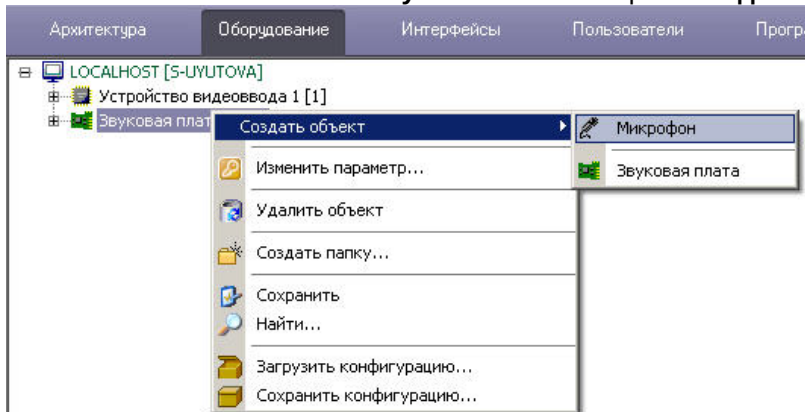 Архитектура Оборудование Интерфейсы Пользователи
LOCALHOST [S-UYUTOVA]
Устройство видеоввода 1 [1]
Звуковая
Создать объект
Микрофон
Звуковая плата
Изменить параметр...
Удалить объект
Создать папку...
Сохранить
Найти...
Загрузить конфигурацию...
Сохранить конфигурацию...